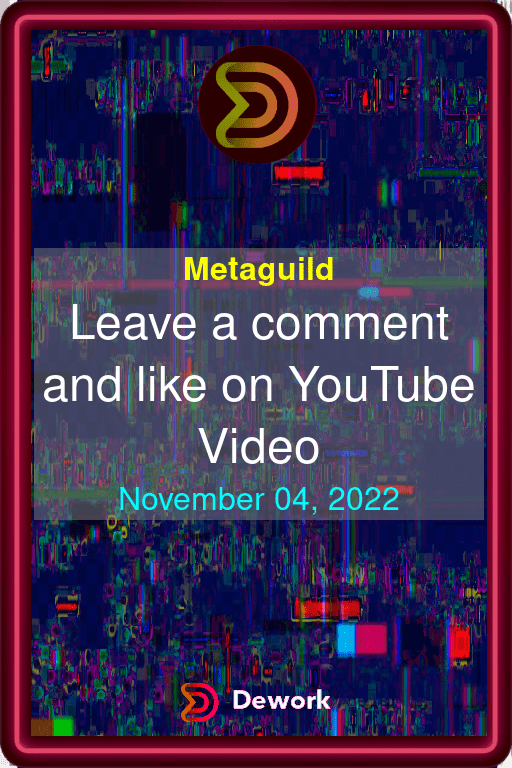 Metaguild
Leave a comment
and like on YouTube
Video
November 04, 2022
Dework